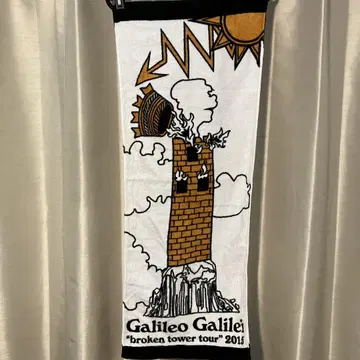 Galileo Galilei
"broken tower tour" 2015